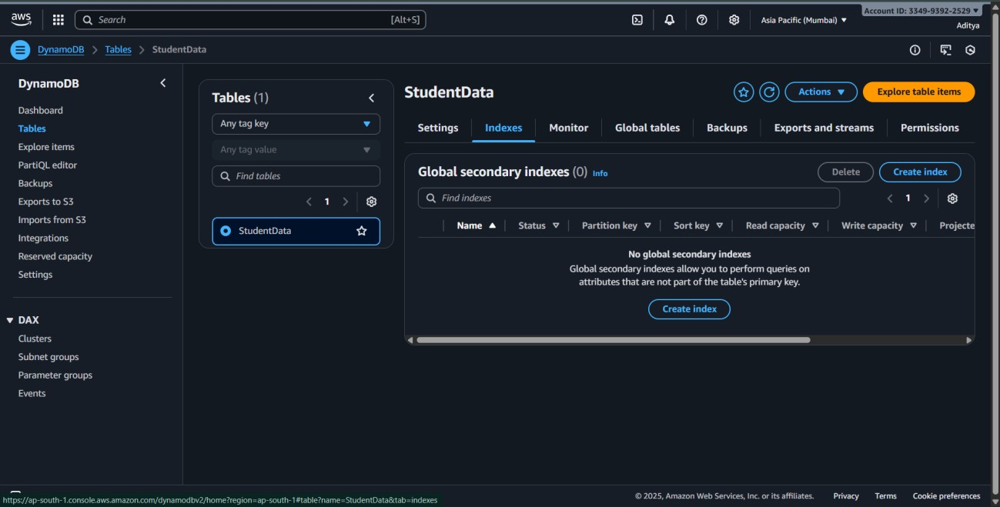 aws
Search [Alt+S]
Asia Pacific (Mumbai)
Account ID: 3349-9392-2529
Aditya
DynamoDB > Tables > StudentData
DynamoDB
Dashboard
Tables
Explore items
PartiQL editor
Backups
Exports to S3
Imports from S3
Integrations
Reserved capacity
Settings
DAX
Clusters
Subnet groups
Parameter groups
Events
Tables (1)
Any tag key
Any tag value
Find tables
1
StudentData
StudentData
Actions
Explore table items
Settings Indexes Monitor Global tables Backups Exports and streams Permissions
Global secondary indexes (0) Info
Delete Create index
Find indexes
1
Name Status Partition key Sort key Read capacity Write capacity Projecte
No global secondary indexes
Global secondary indexes allow you to perform queries on
attributes that are not part of the table's primary key.
Create index
https://ap-south-1.console.aws.amazon.com/dynamodbv2/home?region=ap-south-1#table?name=StudentData&tab=indexes
© 2025, Amazon Web Services, Inc. or its affiliates. Privacy Terms Cookie preferences